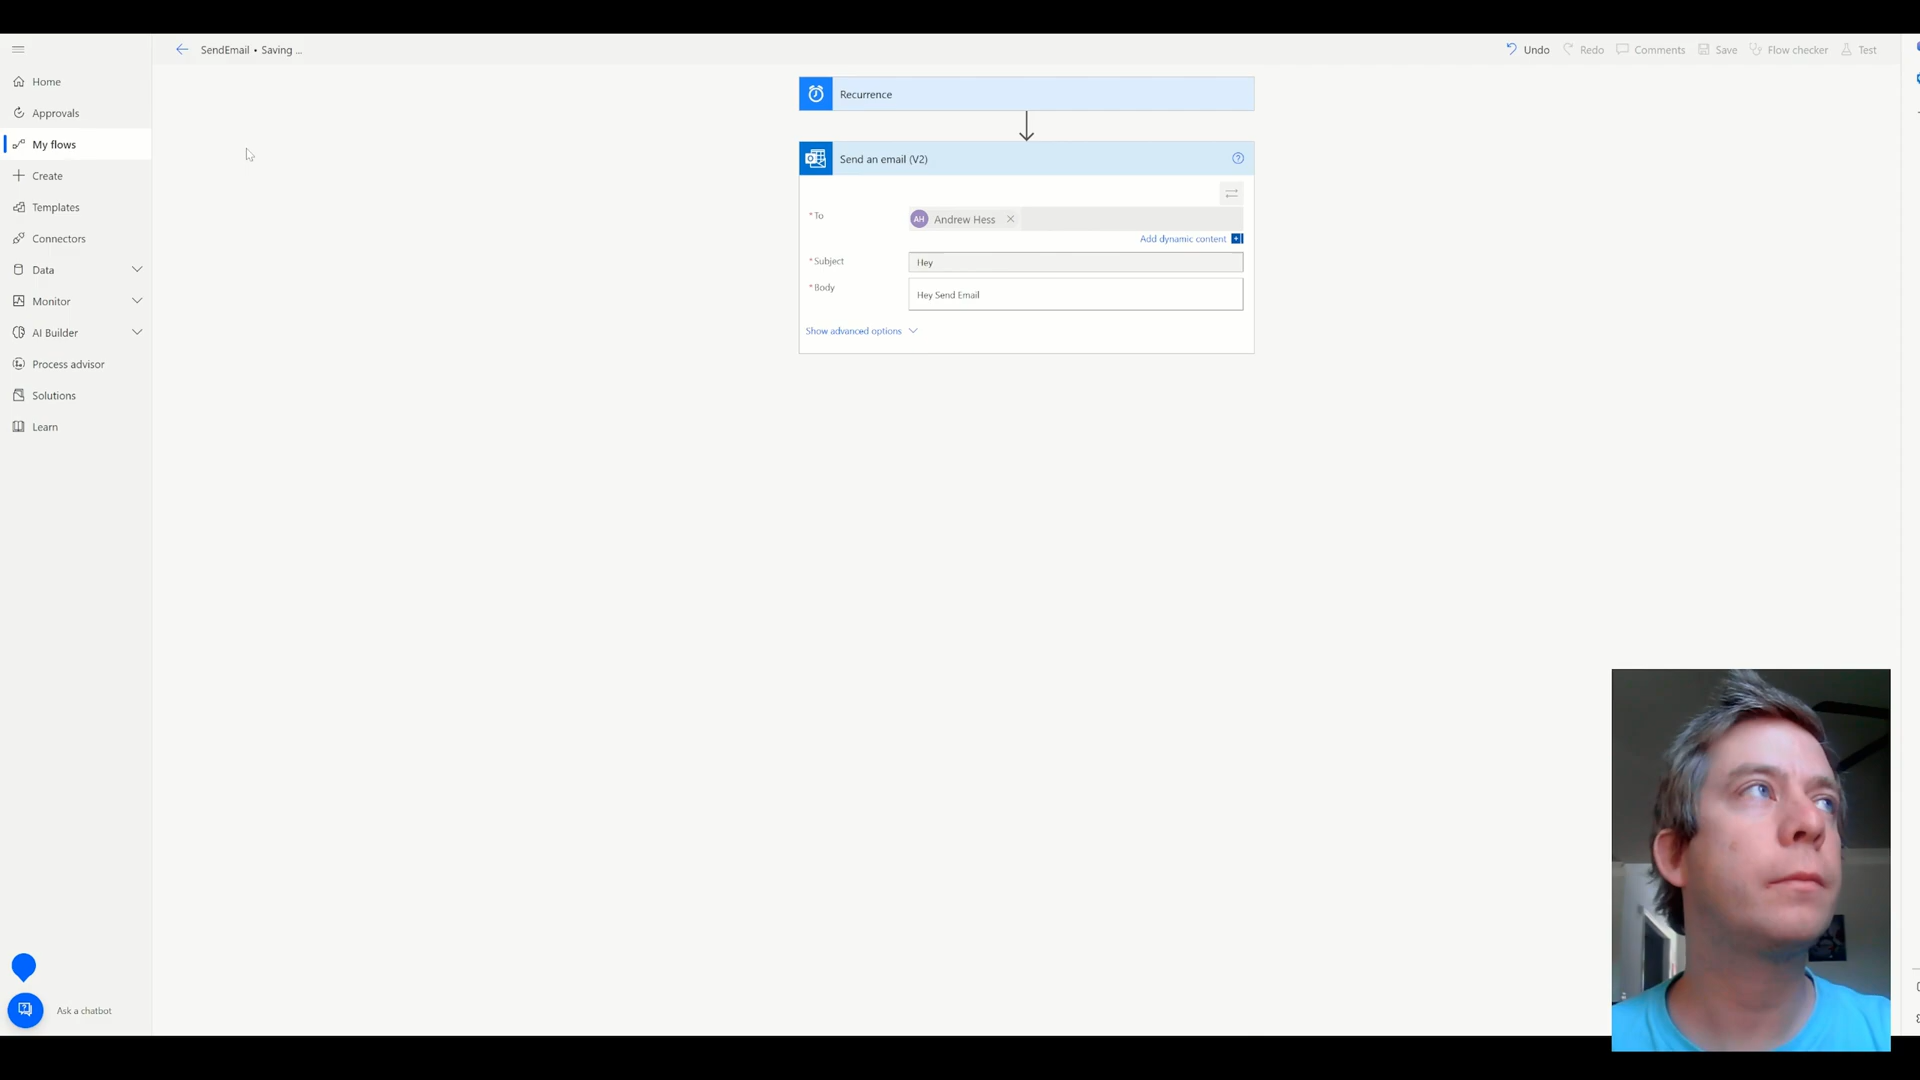 SendEmail • Saving ...
Undo
Redo
Comments
Save
Flow checker
Test
Home
Approvals
My flows
Create
Templates
Connectors
Data
Monitor
AI Builder
Process advisor
Solutions
Learn
Ask a chatbot
Recurrence
Send an email (V2)
* To
AH Andrew Hess
Add dynamic content
* Subject
Hey
* Body
Hey Send Email
Show advanced options